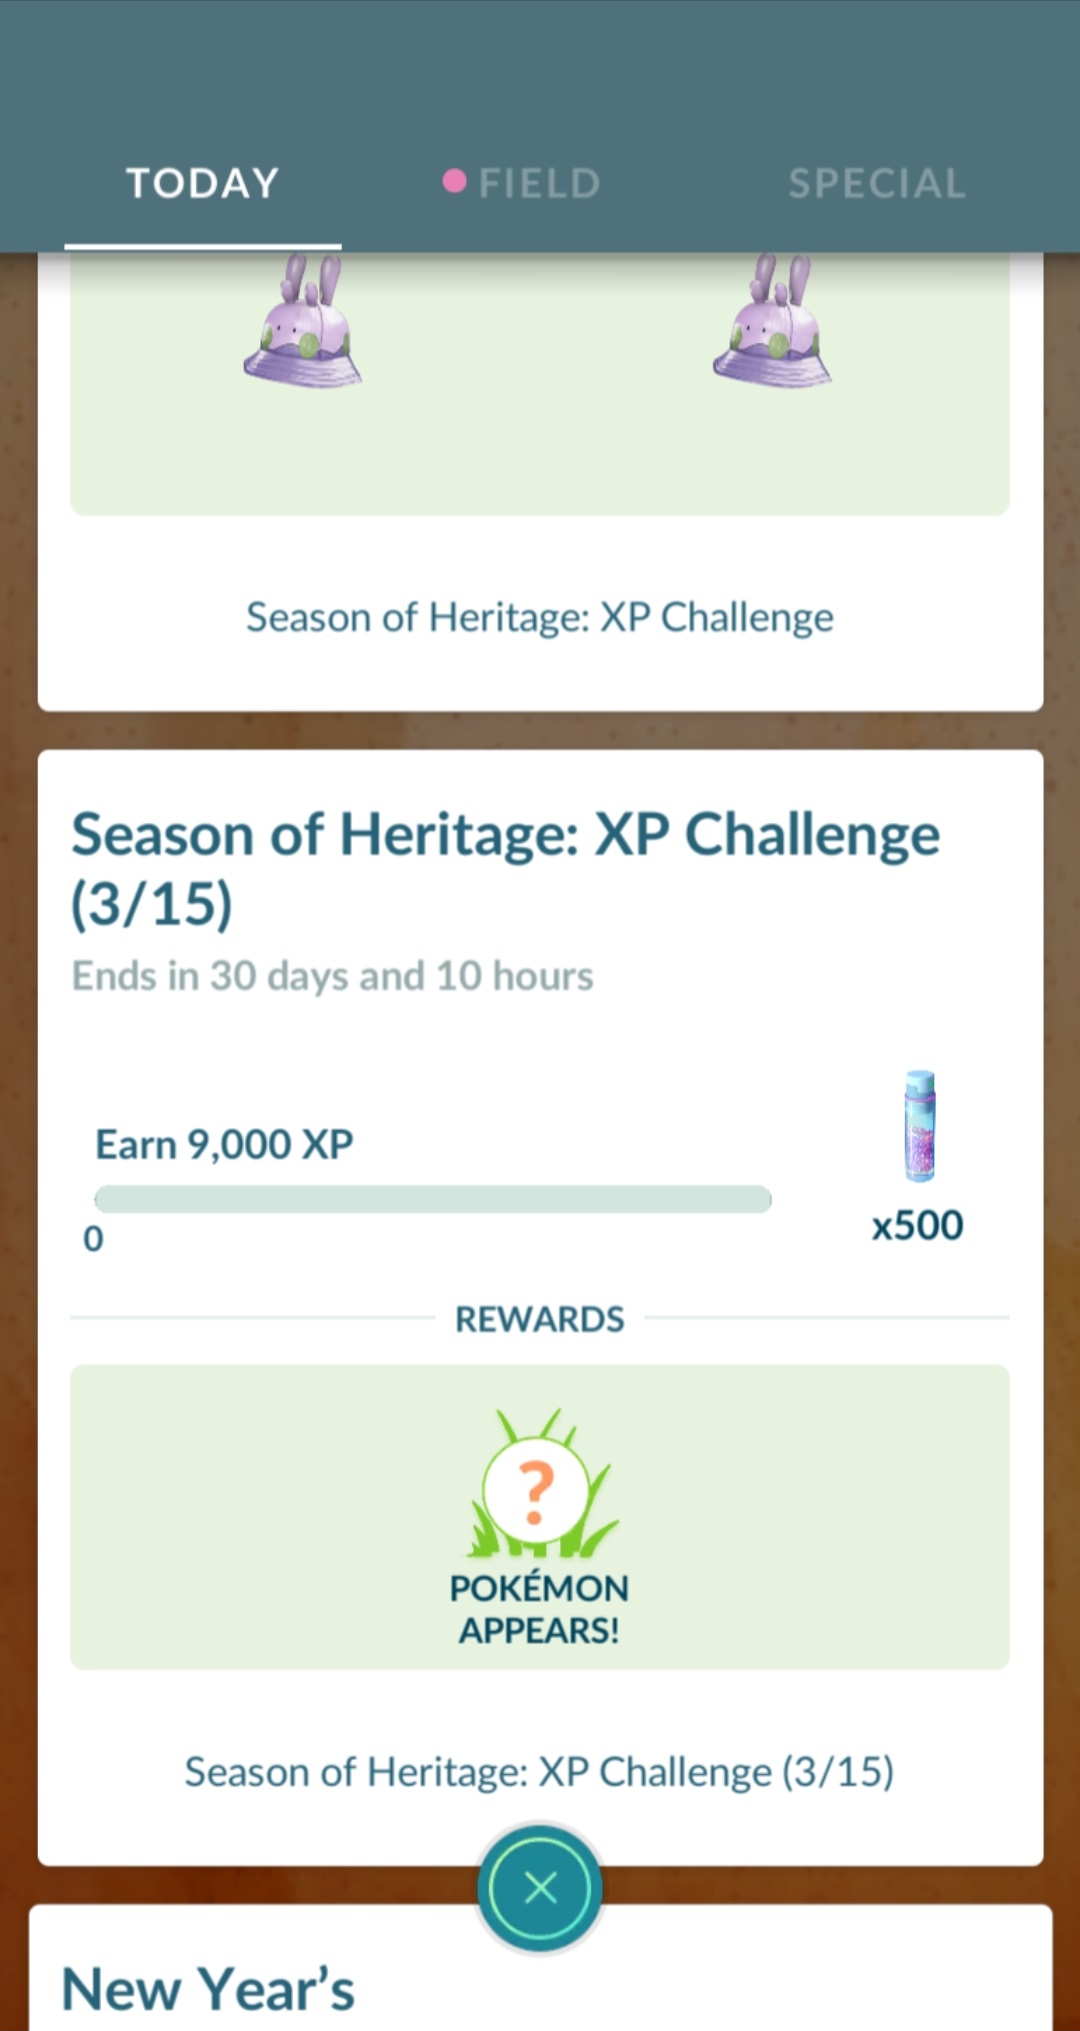 TODAY
FIELD
SPECIAL
Season of Heritage: XP Challenge
Season of Heritage: XP Challenge
(3/15)
Ends in 30 days and 10 hours
Earn 9,000 XP
0
x500
REWARDS
?
POKÉMON
APPEARS!
Season of Heritage: XP Challenge (3/15)
New Year's